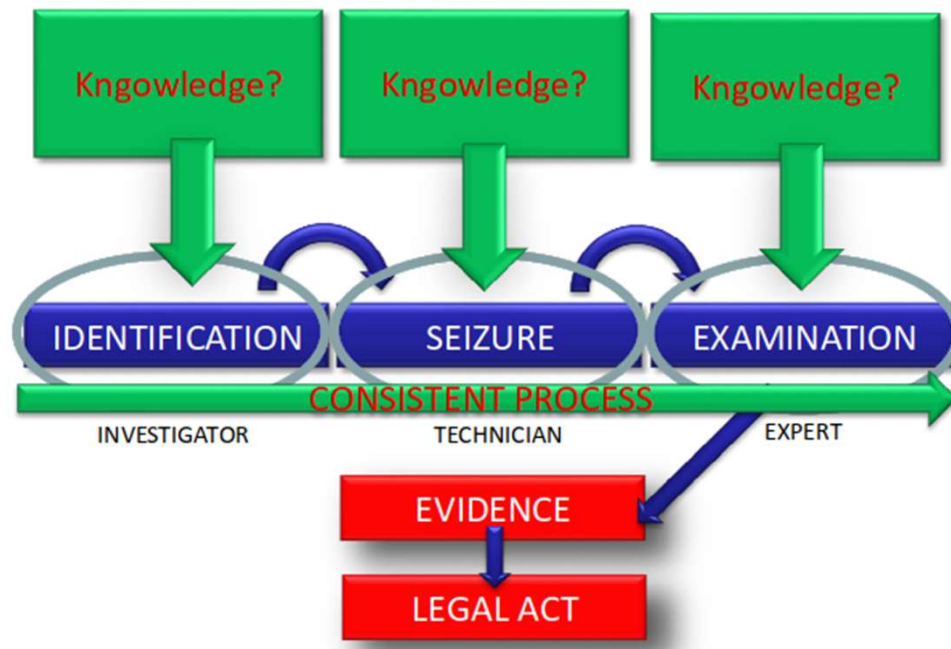 Kngowledge?
Kngowledge?
Kngowledge?
IDENTIFICATION
SEIZURE
EXAMINATION
CONSISTENT PROCESS
INVESTIGATOR
TECHNICIAN
EXPERT
EVIDENCE
LEGAL ACT